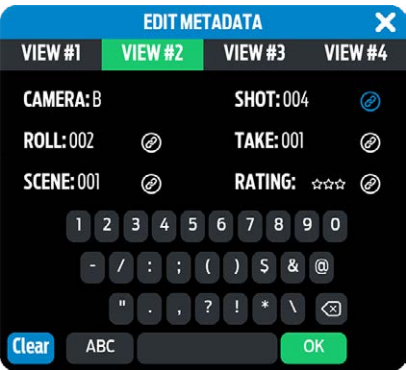 EDIT METADATA
VIEW #1 VIEW #2 VIEW #3 VIEW #4
CAMERA: B SHOT: 004
ROLL: 002 TAKE: 001
SCENE: 001 RATING: ☆☆☆
1 2 3 4 5 6 7 8 9 0
- / : ; ( ) $ & @
" . , ? ! * \
Clear ABC OK